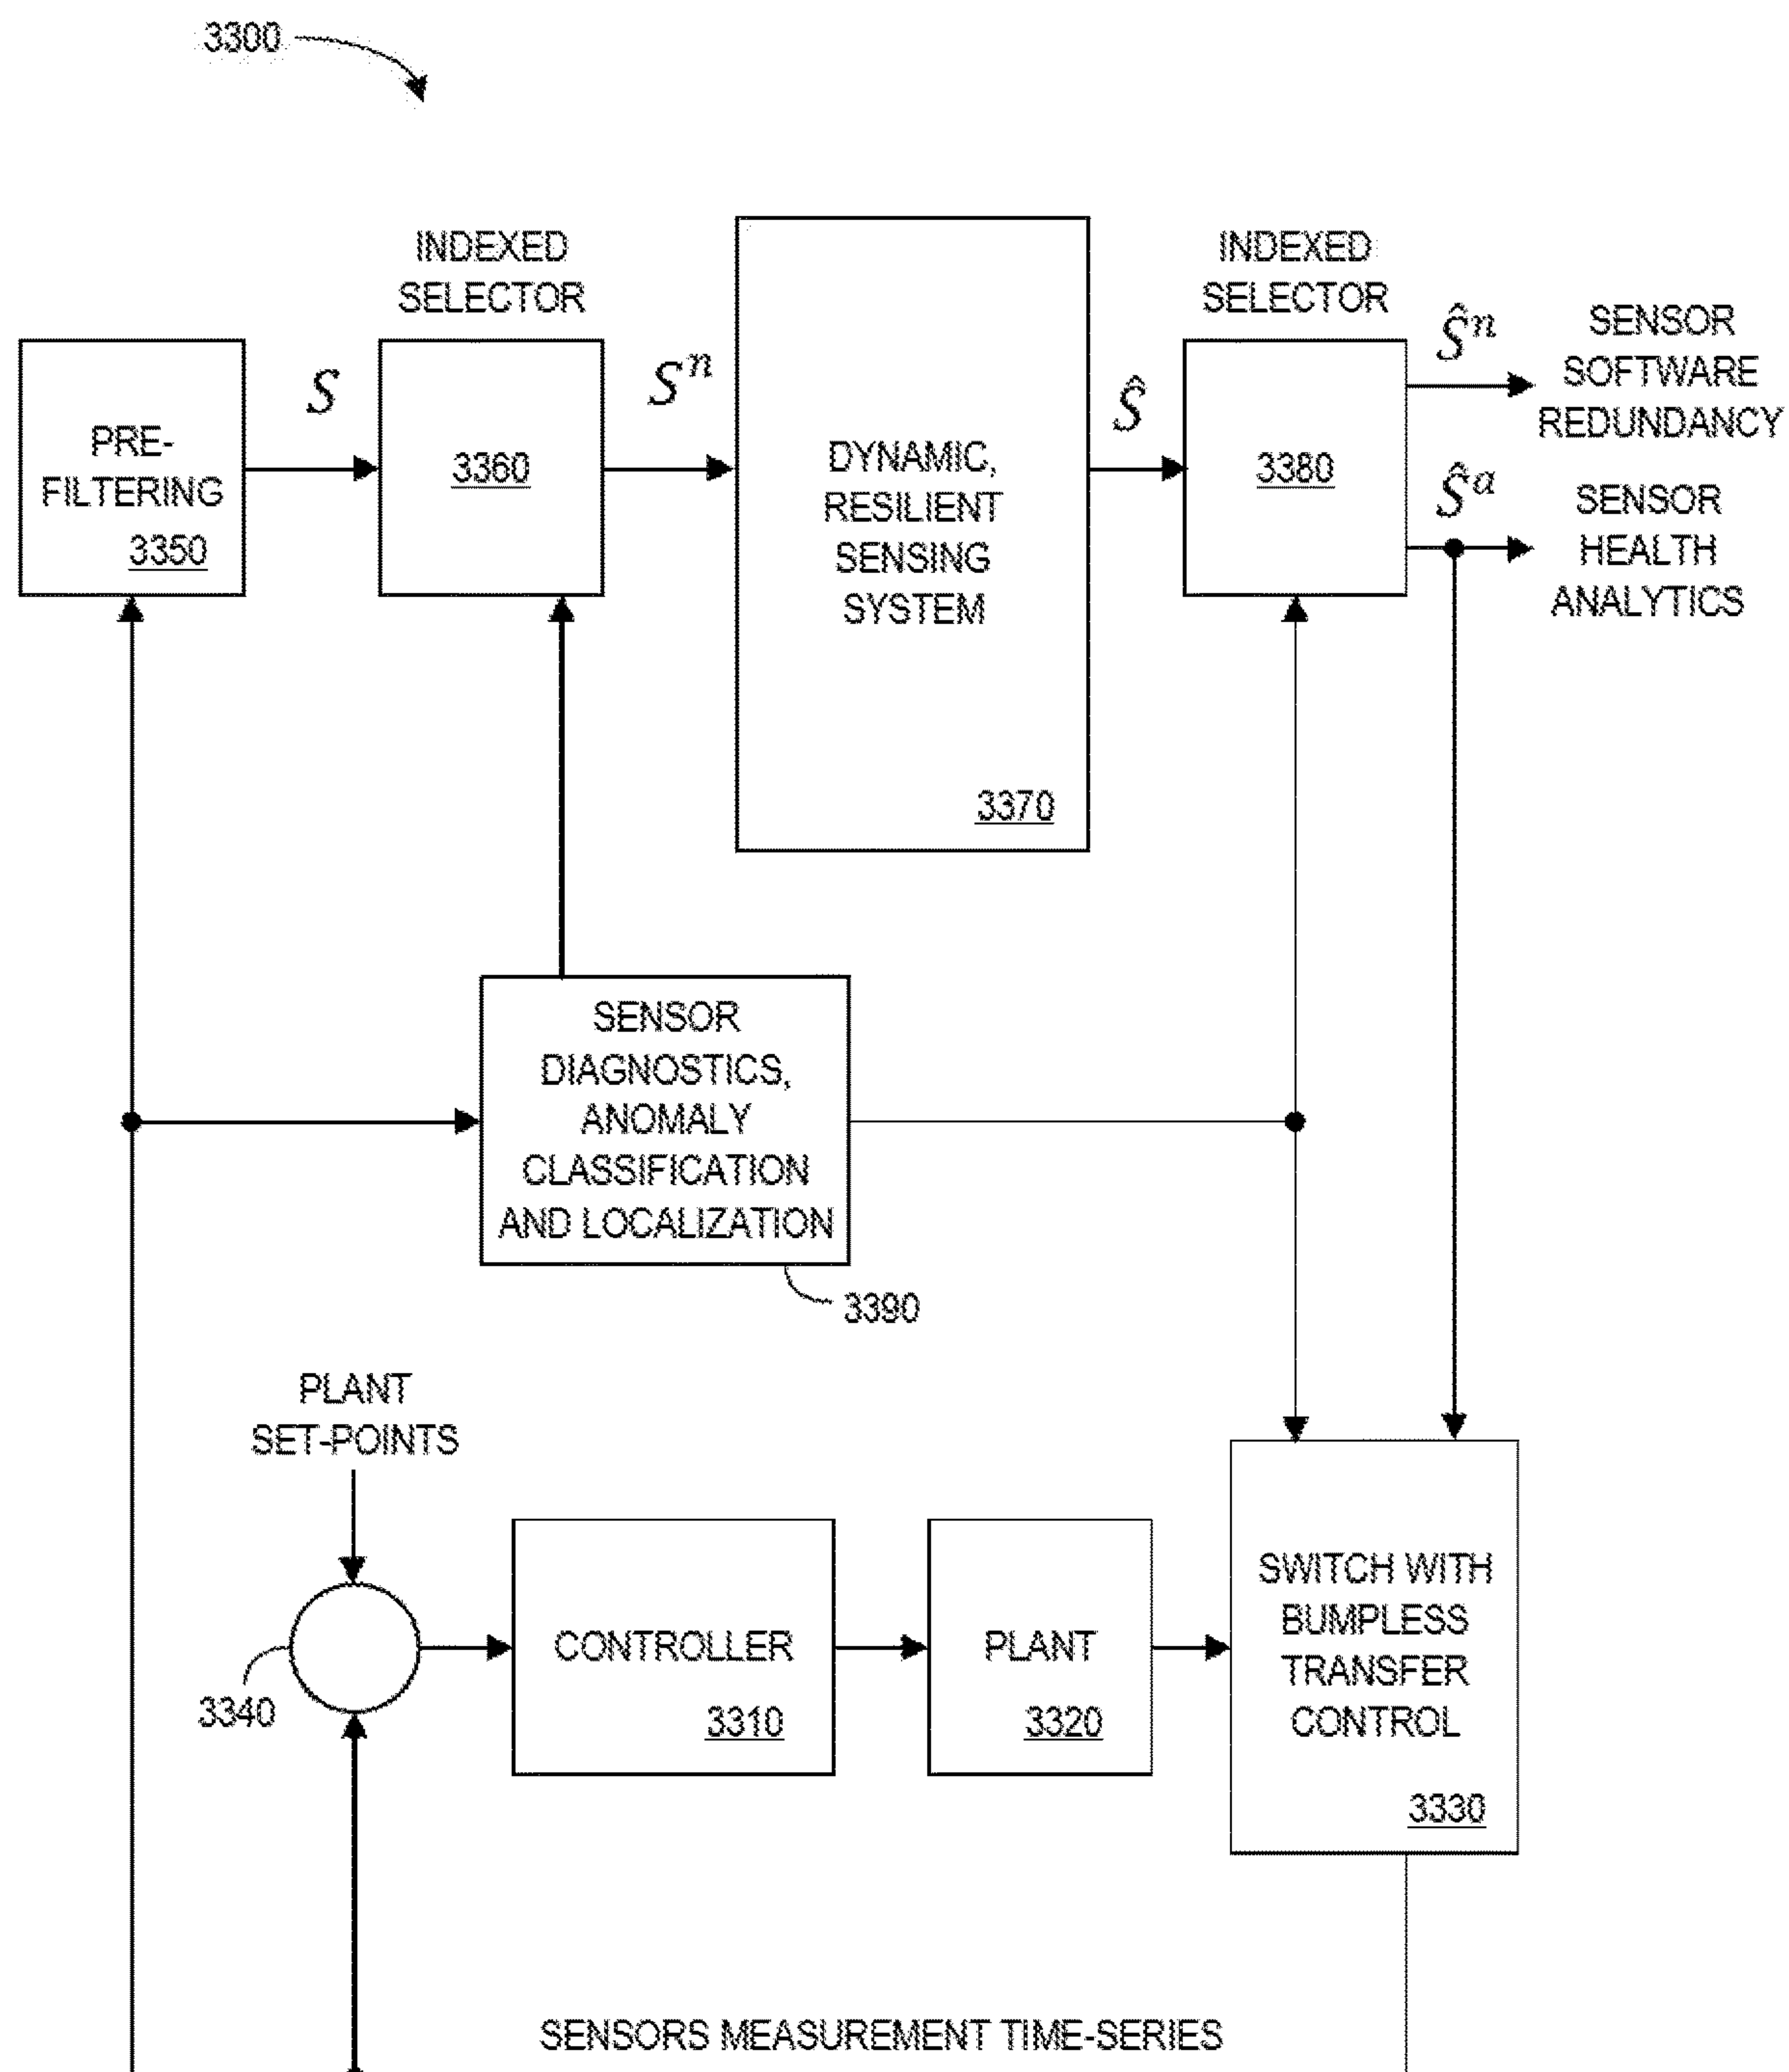 3300
INDEXED
SELECTOR
INDEXED
SELECTOR
PRE-
FILTERING
3350
S
3360
Sⁿ
DYNAMIC,
RESILIENT
SENSING
SYSTEM
3370
Ŝ
3380
Ŝⁿ
SENSOR
SOFTWARE
REDUNDANCY
Ŝᵃ
SENSOR
HEALTH
ANALYTICS
SENSOR
DIAGNOSTICS,
ANOMALY
CLASSIFICATION
AND LOCALIZATION
3390
PLANT
SET-POINTS
3340
CONTROLLER
3310
PLANT
3320
SWITCH WITH
BUMPLESS
TRANSFER
CONTROL
3330
SENSORS MEASUREMENT TIME-SERIES